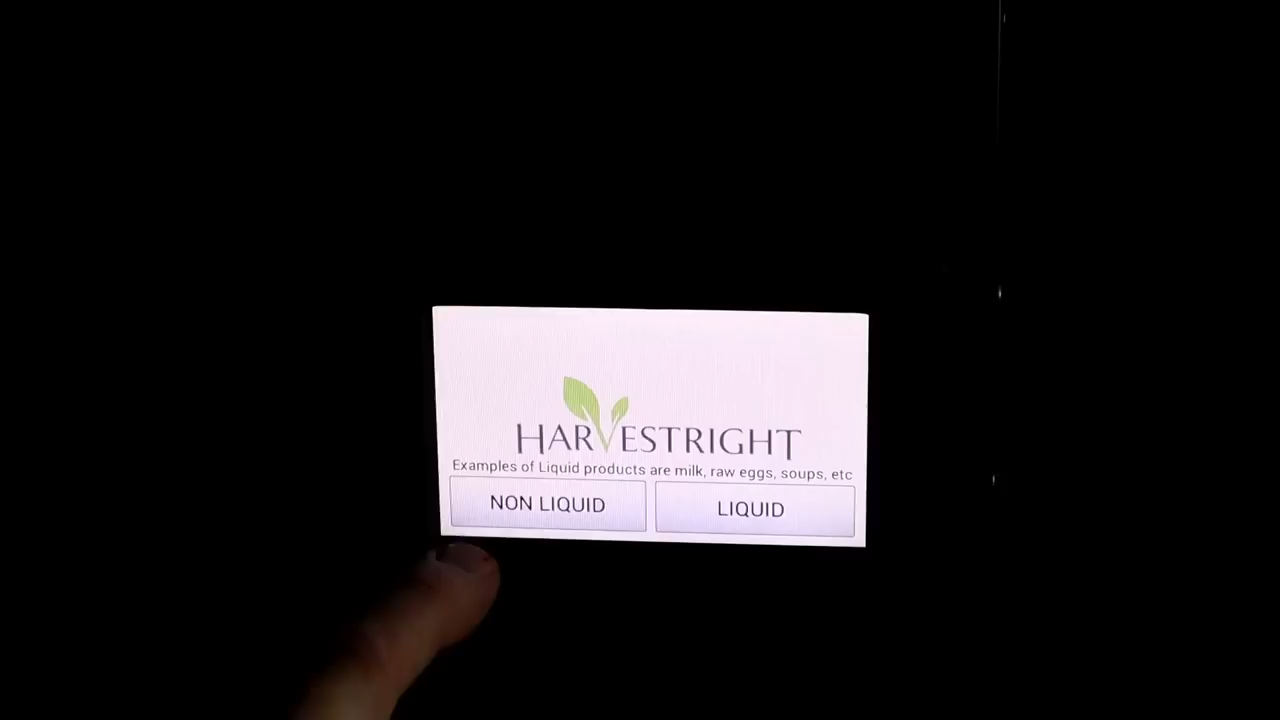 HARVESTRIGHT
Examples of Liquid products are milk, raw eggs, soups, etc
NON LIQUID
LIQUID